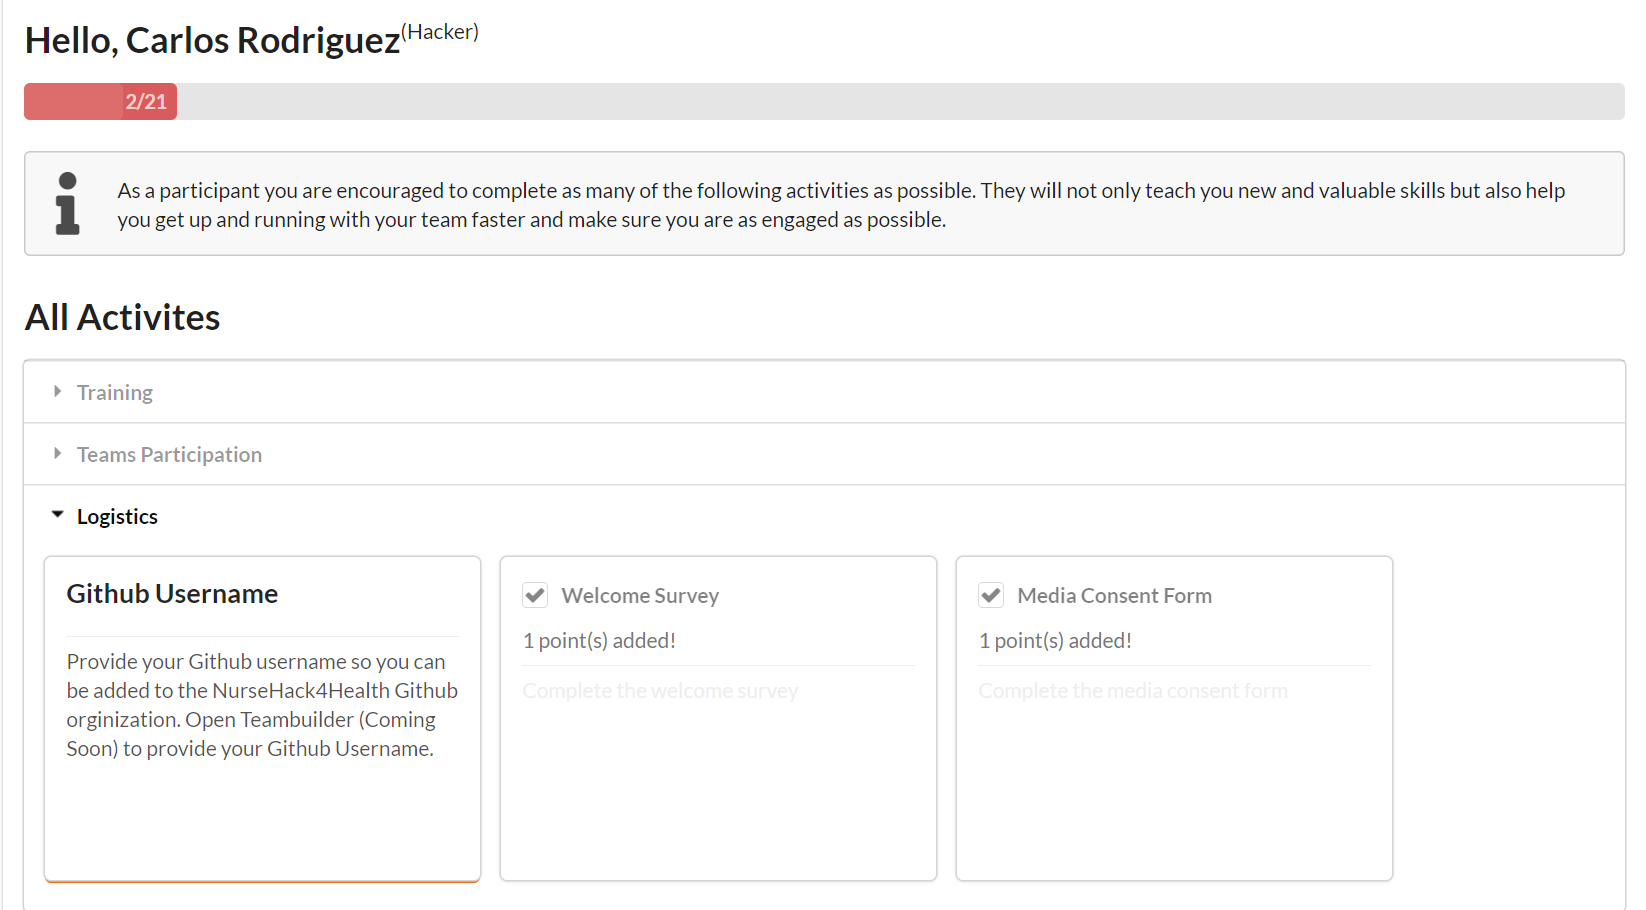 Hello, Carlos Rodriguez(Hacker)
2/21
As a participant you are encouraged to complete as many of the following activities as possible. They will not only teach you new and valuable skills but also help
you get up and running with your team faster and make sure you are as engaged as possible.
All Activites
Training
Teams Participation
Logistics
Github Username
Provide your Github username so you can
be added to the NurseHack4Health Github
orginization. Open Teambuilder (Coming
Soon) to provide your Github Username.
Welcome Survey
1 point(s) added!
Complete the welcome survey
Media Consent Form
1 point(s) added!
Complete the media consent form